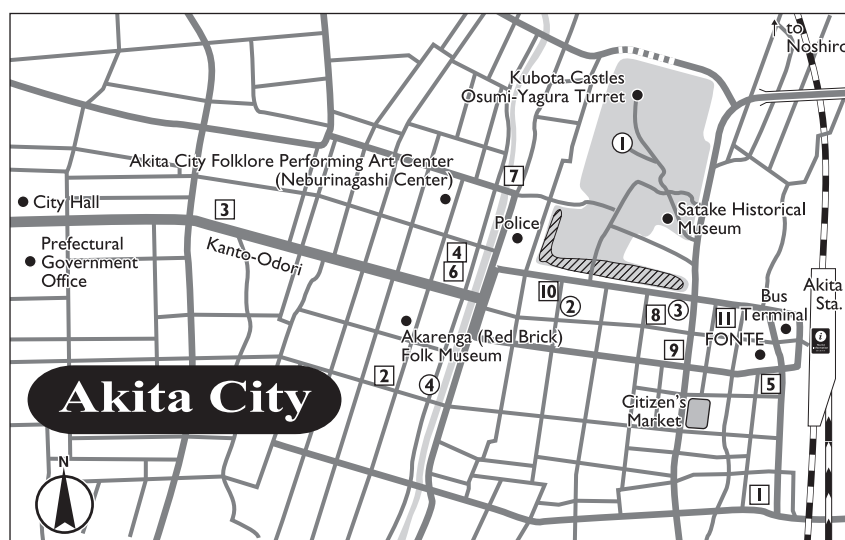 ↑ to
Noshiro
Kubota Castles
Osumi-Yagura Turret
1
Akita City Folklore Performing Art Center
(Neburinagashi Center)
7
City Hall
3
Satake Historical
Museum
Police
Prefectural
Government
Office
Kanto-Odori
4
6
10
2
8
3
11
Bus
Terminal
Akita
Sta.
FONTE
Akarenga (Red Brick)
Folk Museum
9
2
4
5
Citizen's
Market
Akita City
N
1